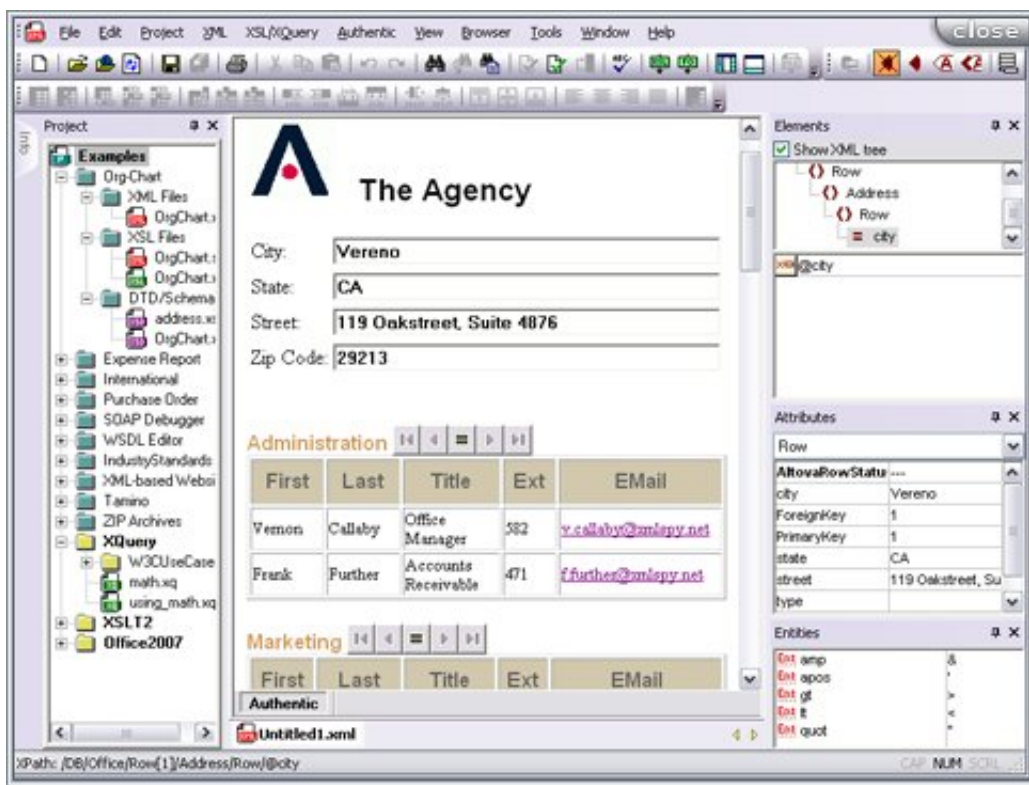 File Edit Project XML XSL/XQuery Authentic View Browser Tools Window Help
close
Info
Project
Examples
Org-Chart
XML Files
OrgChart.
XSL Files
OrgChart.
OrgChart.
DTD/Schema
address.xs
OrgChart.
Expense Report
International
Purchase Order
SOAP Debugger
WSDL Editor
IndustryStandards
XML-based Websi
Tamino
ZIP Archives
XQuery
W3CUseCase
math.xq
using_math.xq
XSLT2
Office2007
The Agency
City: Vereno
State: CA
Street: 119 Oakstreet, Suite 4876
Zip Code: 29213
Administration
First Last Title Ext EMail
Vernon Callaby Office Manager 582 v.callaby@xmlspy.net
Frank Further Accounts Receivable 471 f.further@xmlspy.net
Marketing
First Last Title Ext EMail
Authentic
Untitled1.xml
Elements
Show XML tree
() Row
() Address
() Row
= city
@city
Attributes
Row
AltovaRowStatu ---
city Vereno
ForeignKey 1
PrimaryKey 1
state CA
street 119 Oakstreet, Su
type
Entities
Ent amp &
Ent apos '
Ent gt >
Ent lt <
Ent quot "
XPath: /DB/Office/Row[1]/Address/Row/@city
CAP NUM SCRL